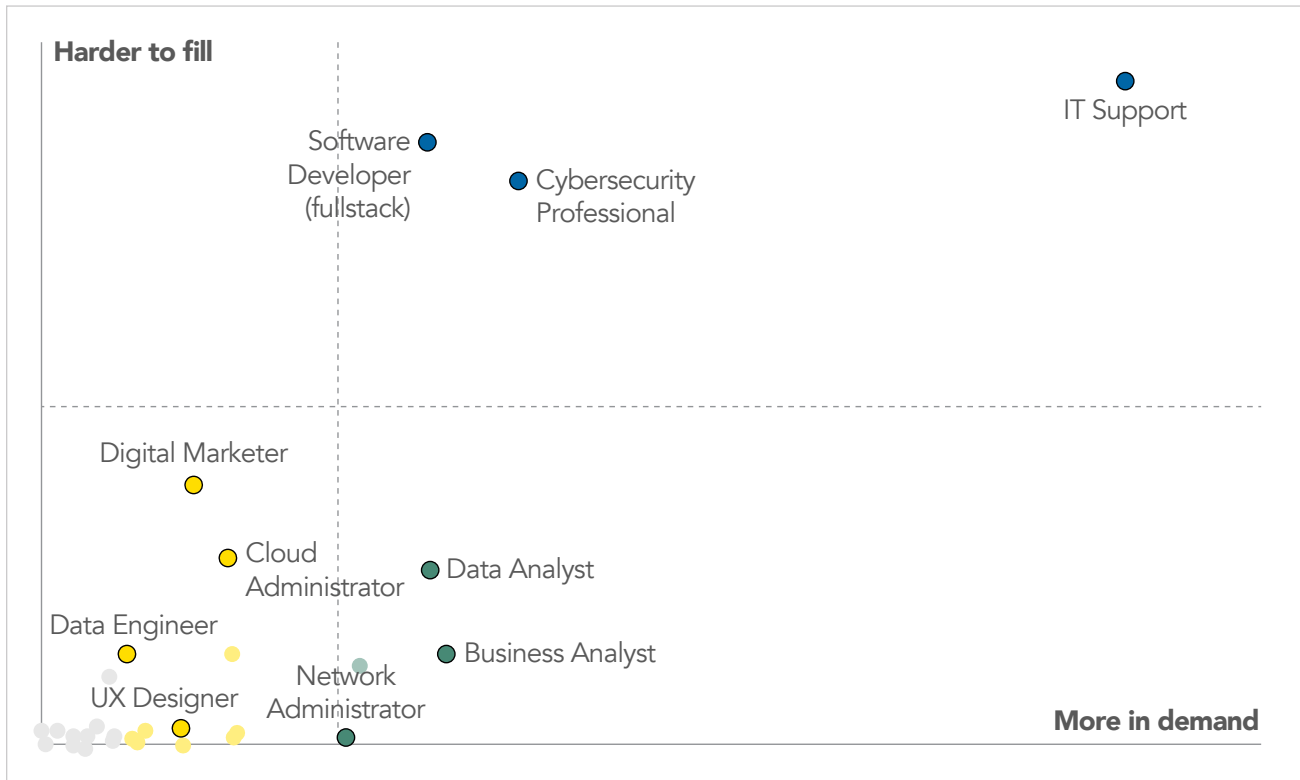 Harder to fill
IT Support
Software
Developer
(fullstack)
Cybersecurity
Professional
Digital Marketer
Cloud
Administrator
Data Analyst
Data Engineer
Business Analyst
Network
Administrator
UX Designer
More in demand